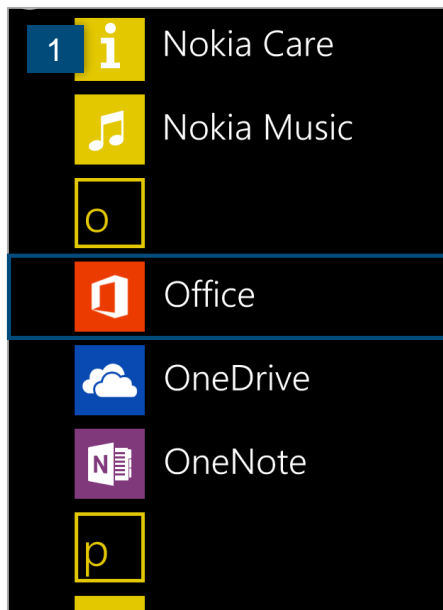 1
Nokia Care
Nokia Music
o
Office
OneDrive
N
OneNote
p